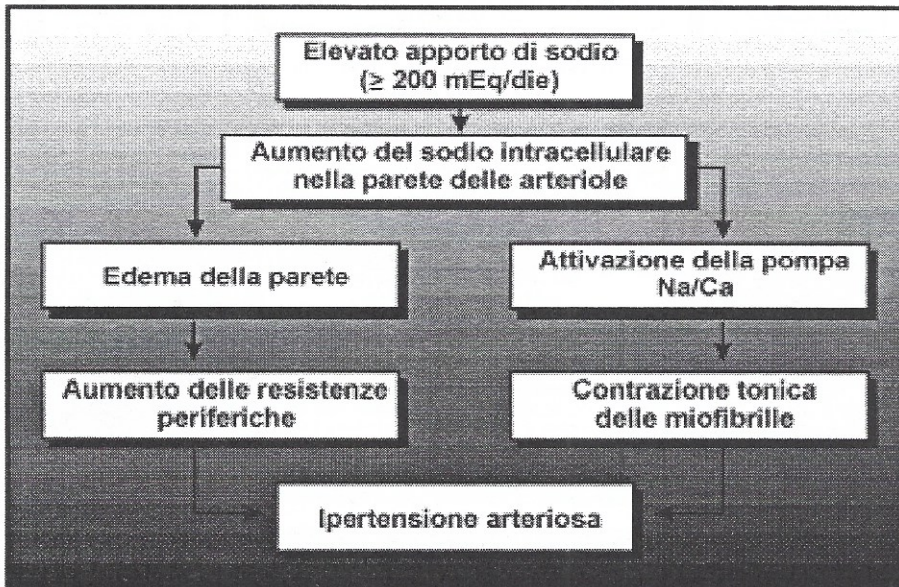 Elevato apporto di sodio
(≥ 200 mEq/die)
Aumento del sodio intracellulare
nella parete delle arteriole
Edema della parete
Attivazione della pompa
Na/Ca
Aumento delle resistenze
periferiche
Contrazione tonica
delle miofibrille
Ipertensione arteriosa